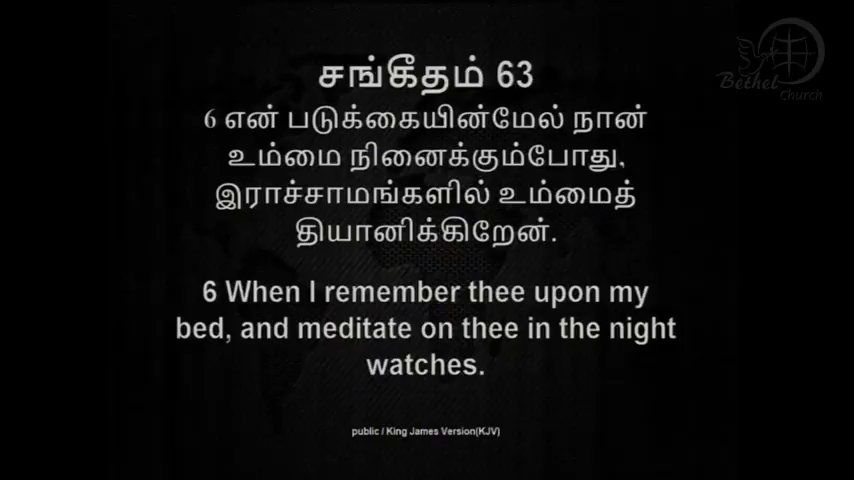 Bethel
Church
சங்கீதம் 63
6 என் படுக்கையின்மேல் நான்
உம்மை நினைக்கும்போது,
இராச்சாமங்களில் உம்மைத்
தியானிக்கிறேன்.
6 When I remember thee upon my
bed, and meditate on thee in the night
watches.
public / King James Version(KJV)